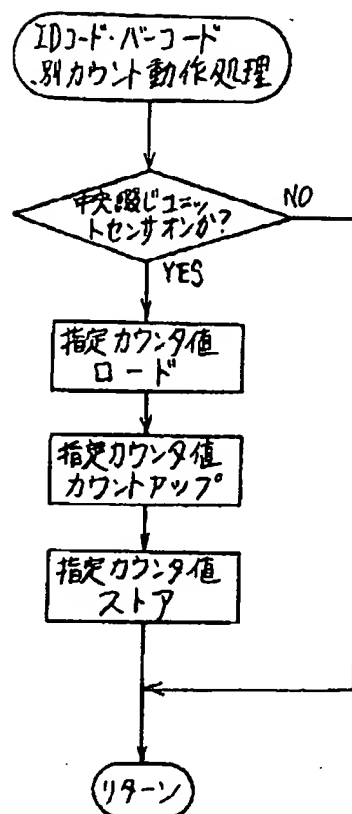 IDコード・バーコード
別カウント動作処理
中央綴じユニッ
トセンサオンか?
NO
YES
指定カウンタ値
ロード
指定カウンタ値
カウントアップ
指定カウンタ値
ストア
リターン